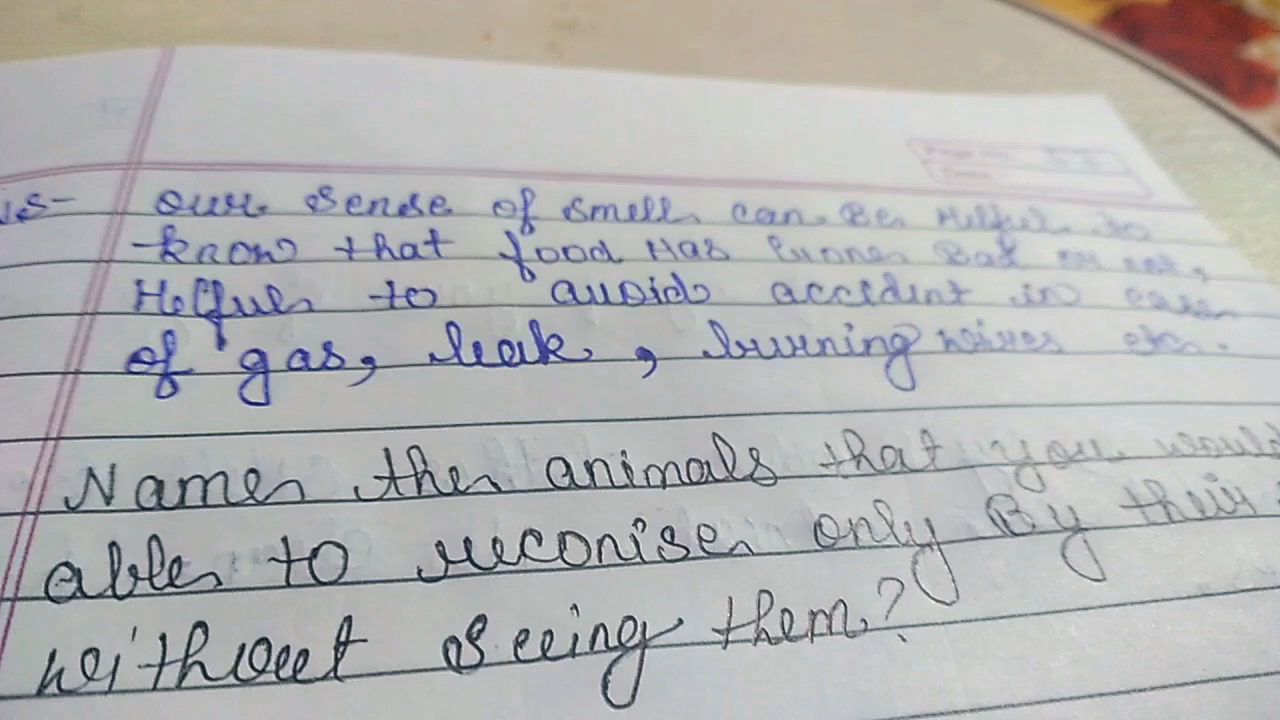 our sense of smell can be Helpful to
know that food Has gone Bad or not,
Helpful to avoid accident in case
of gas, leak, burning wires etc.
Name the animals that you would
able to reconise only By their
without seeing them?